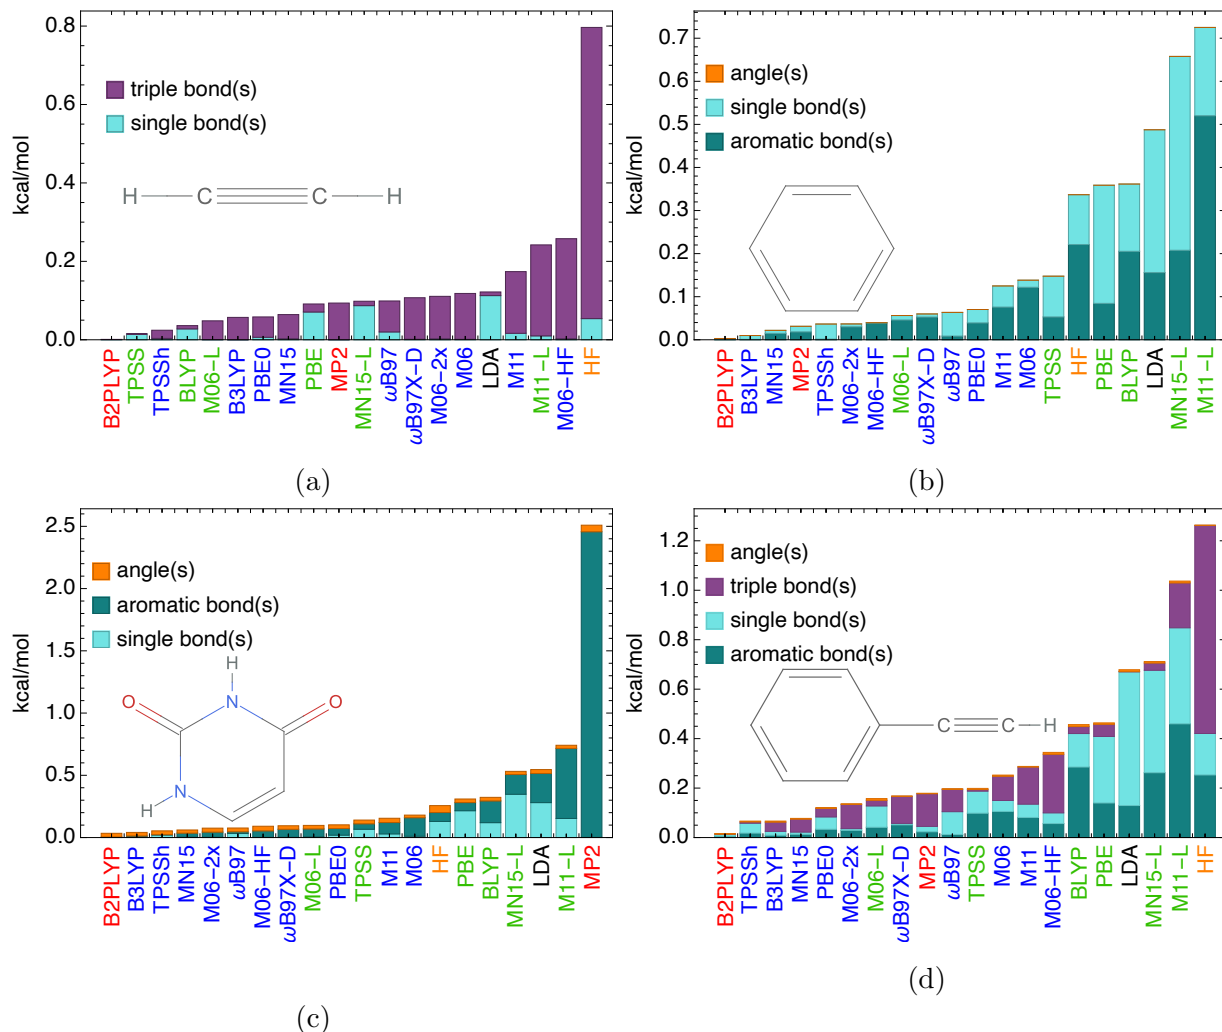 0.8
0.6
0.4
0.2
0.0
kcal/mol
triple bond(s)
single bond(s)
H C C H
B2PLYP
TPSS
TPSSh
BLYP
M06-L
B3LYP
PBE0
MN15
PBE
MP2
MN15-L
ωB97
ωB97X-D
M06-2x
M06
LDA
M11
M11-L
M06-HF
HF
(a)
0.7
0.6
0.5
0.4
0.3
0.2
0.1
0.0
kcal/mol
angle(s)
single bond(s)
aromatic bond(s)
B2PLYP
B3LYP
MN15
MP2
TPSSh
M06-2x
M06-HF
M06-L
ωB97X-D
ωB97
PBE0
M11
M06
TPSS
HF
PBE
BLYP
LDA
MN15-L
M11-L
(b)
2.5
2.0
1.5
1.0
0.5
0.0
kcal/mol
angle(s)
aromatic bond(s)
single bond(s)
H
O N O
H N
B2PLYP
B3LYP
TPSSh
MN15
M06-2x
ωB97
M06-HF
ωB97X-D
M06-L
PBE0
TPSS
M11
M06
HF
PBE
BLYP
MN15-L
LDA
M11-L
MP2
(c)
1.2
1.0
0.8
0.6
0.4
0.2
0.0
kcal/mol
angle(s)
triple bond(s)
single bond(s)
aromatic bond(s)
C C H
B2PLYP
TPSSh
B3LYP
MN15
PBE0
M06-2x
M06-L
ωB97X-D
MP2
ωB97
TPSS
M06
M11
M06-HF
BLYP
PBE
LDA
MN15-L
M11-L
HF
(d)